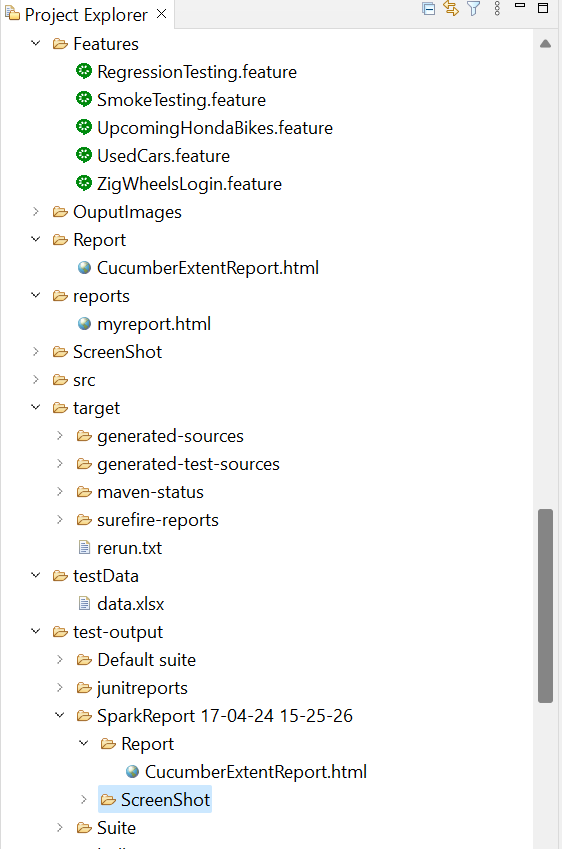 Project Explorer
Features
RegressionTesting.feature
SmokeTesting.feature
UpcomingHondaBikes.feature
UsedCars.feature
ZigWheelsLogin.feature
OuputImages
Report
CucumberExtentReport.html
reports
myreport.html
ScreenShot
src
target
generated-sources
generated-test-sources
maven-status
surefire-reports
rerun.txt
testData
data.xlsx
test-output
Default suite
junitreports
SparkReport 17-04-24 15-25-26
Report
CucumberExtentReport.html
ScreenShot
Suite